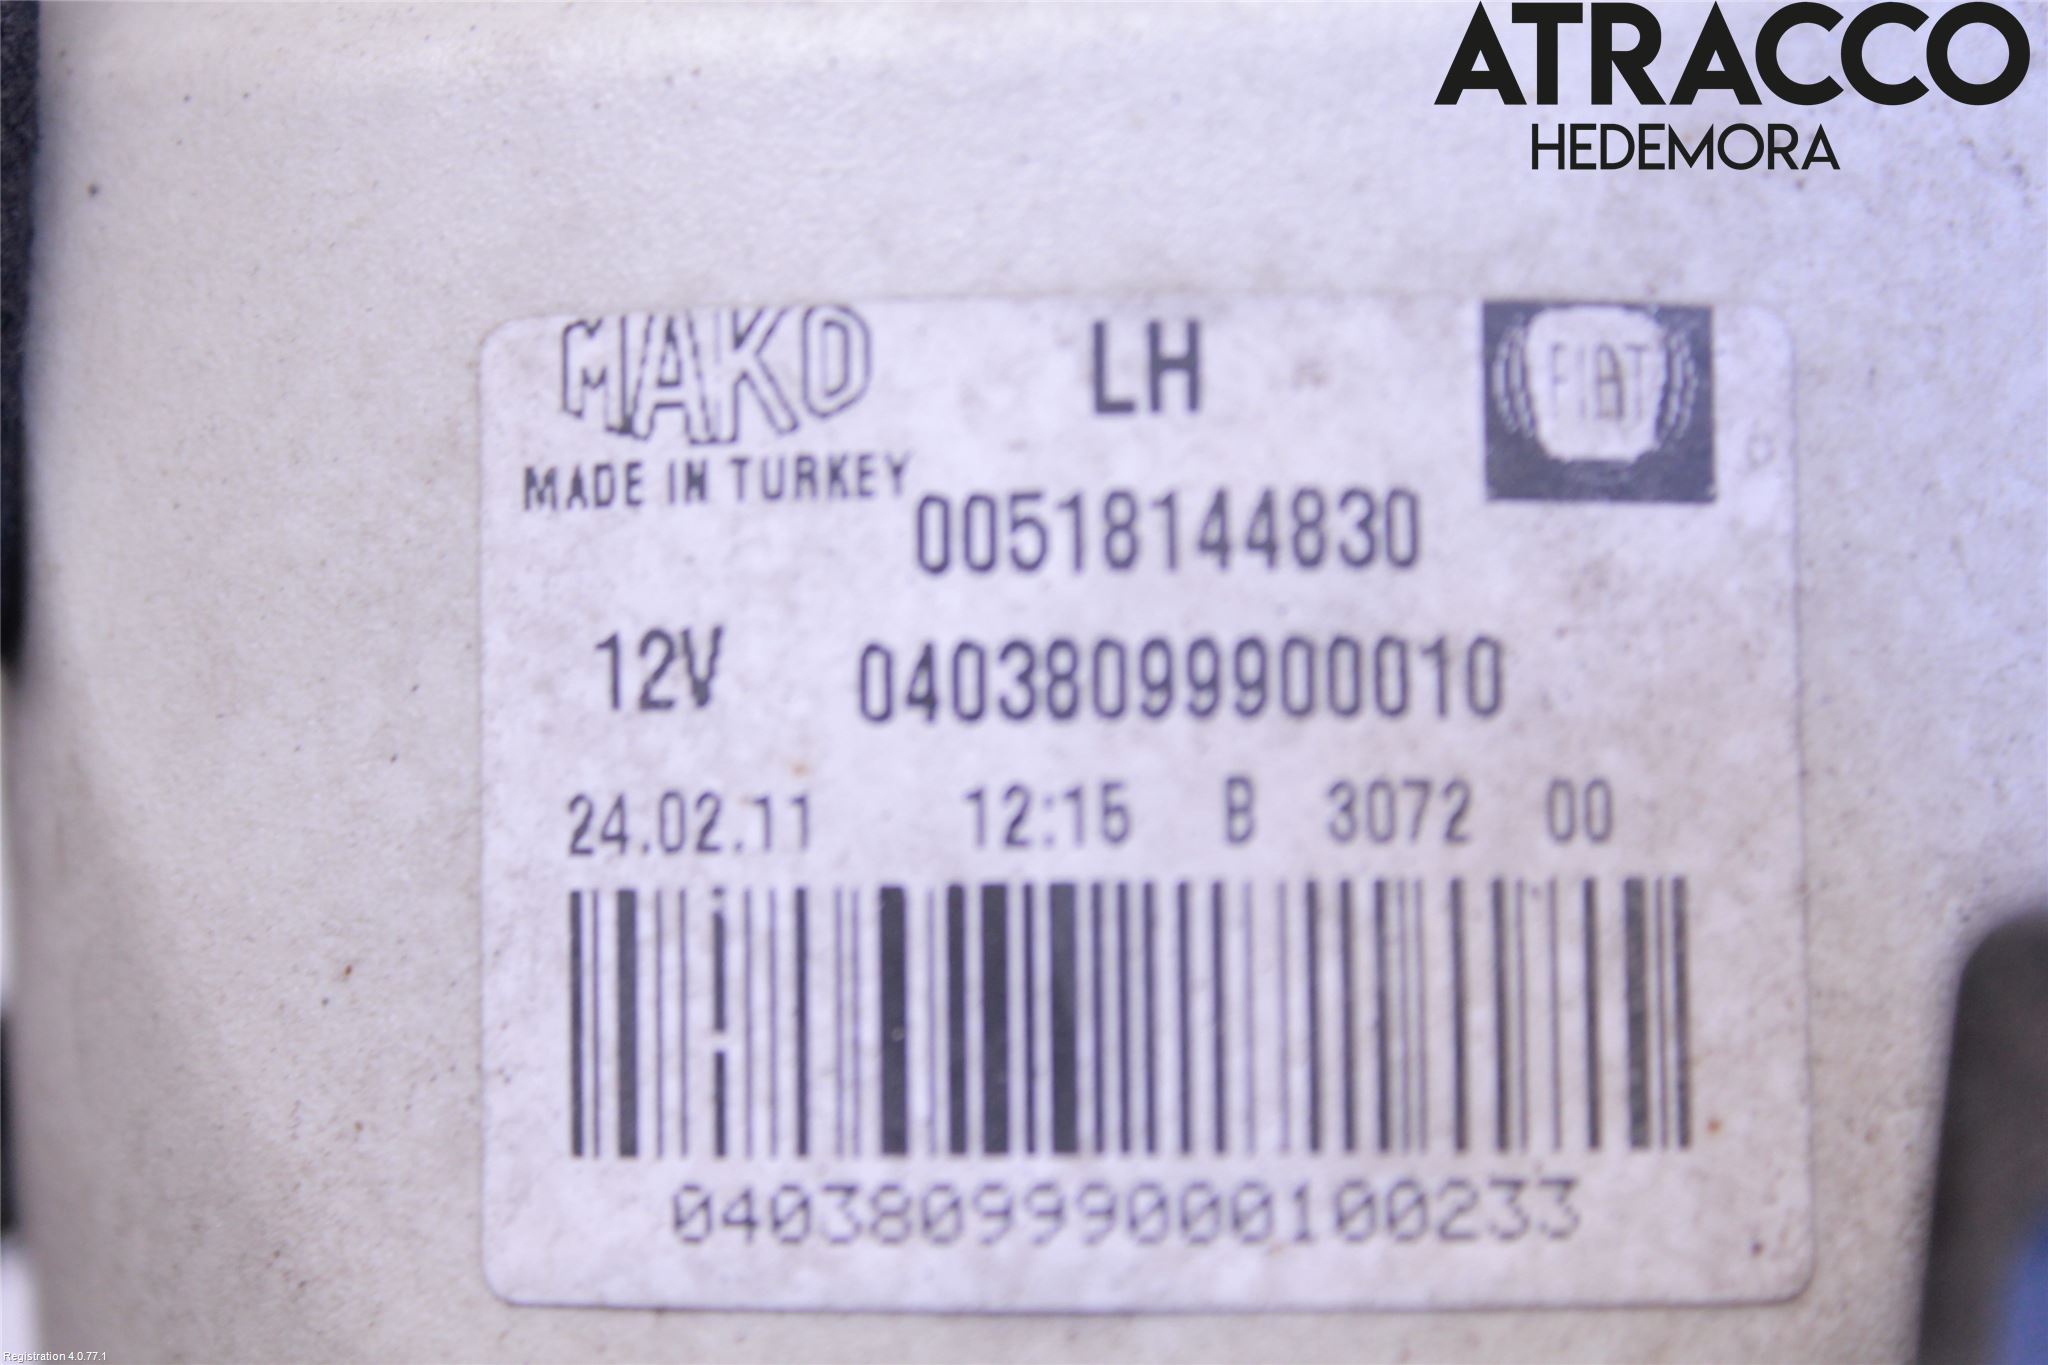 ATRACCO
HEDEMORA
MAKO LH FIAT
MADE IN TURKEY
00518144830
12V 04038099900010
24.02.11 12:15 B 3072 00
040380999000100233
Registration 4.0.77.1